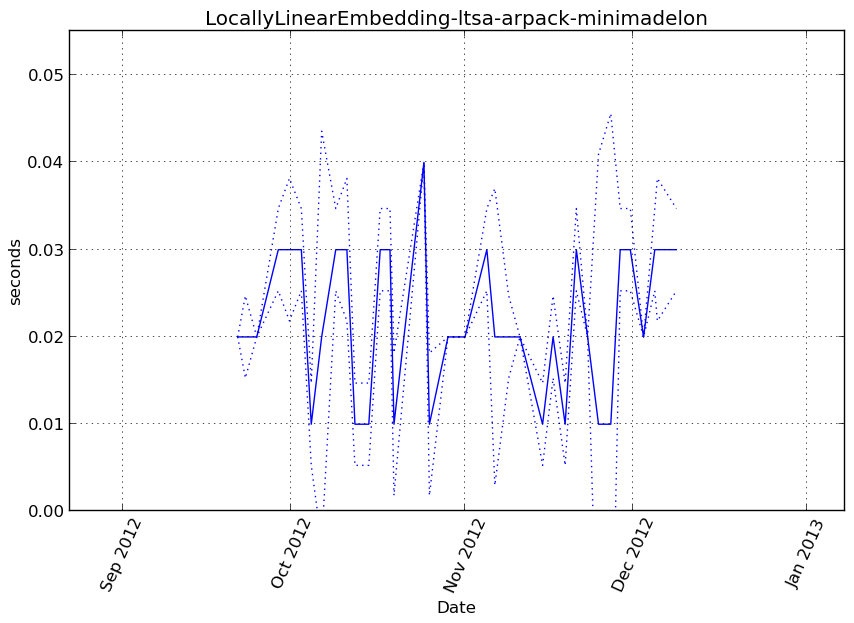 LocallyLinearEmbedding-ltsa-arpack-minimadelon
0.05
0.04
0.03
0.02
0.01
0.00
seconds
Sep 2012
Oct 2012
Nov 2012
Dec 2012
Jan 2013
Date